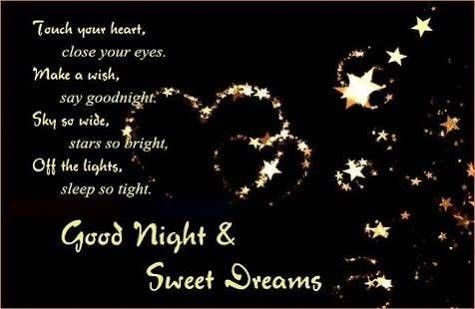 Touch your heart,
close your eyes.
Make a wish,
say goodnight.
Sky so wide,
stars so bright,
Off the lights,
sleep so tight.
Good Night &
Sweet Dreams